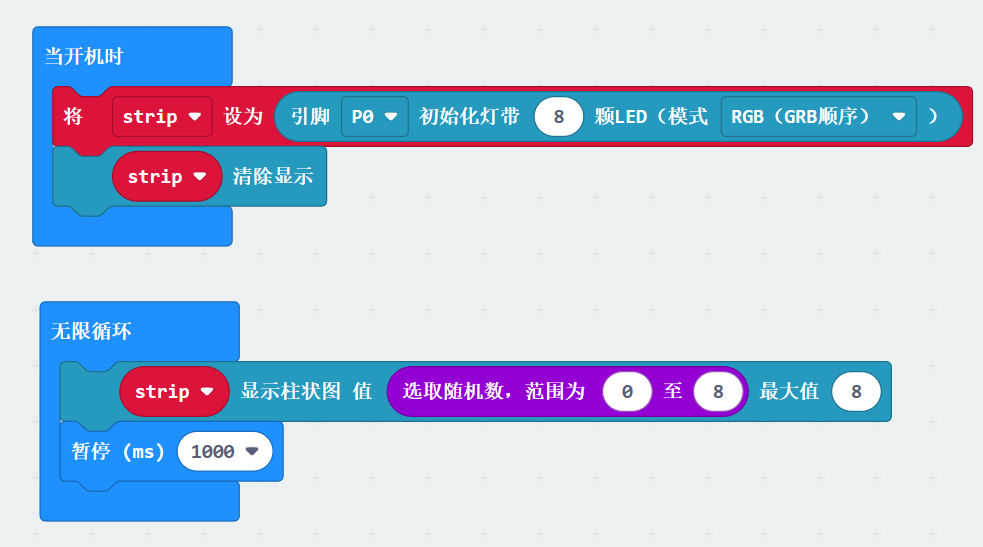 当开机时
将 strip 设为 引脚 P0 初始化灯带 8 颗LED（模式 RGB（GRB顺序） ）
strip 清除显示
无限循环
strip 显示柱状图 值 选取随机数，范围为 0 至 8 最大值 8
暂停 (ms) 1000